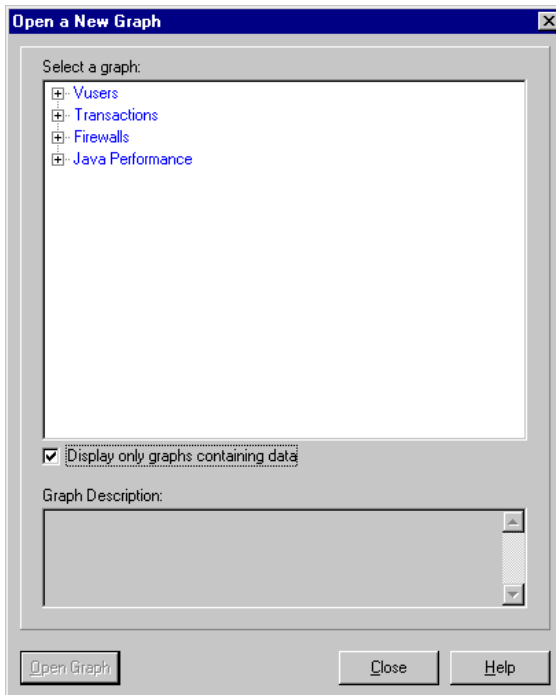 Open a New Graph
Select a graph:
Vusers
Transactions
Firewalls
Java Performance
Display only graphs containing data
Graph Description:
Open Graph
Close
Help